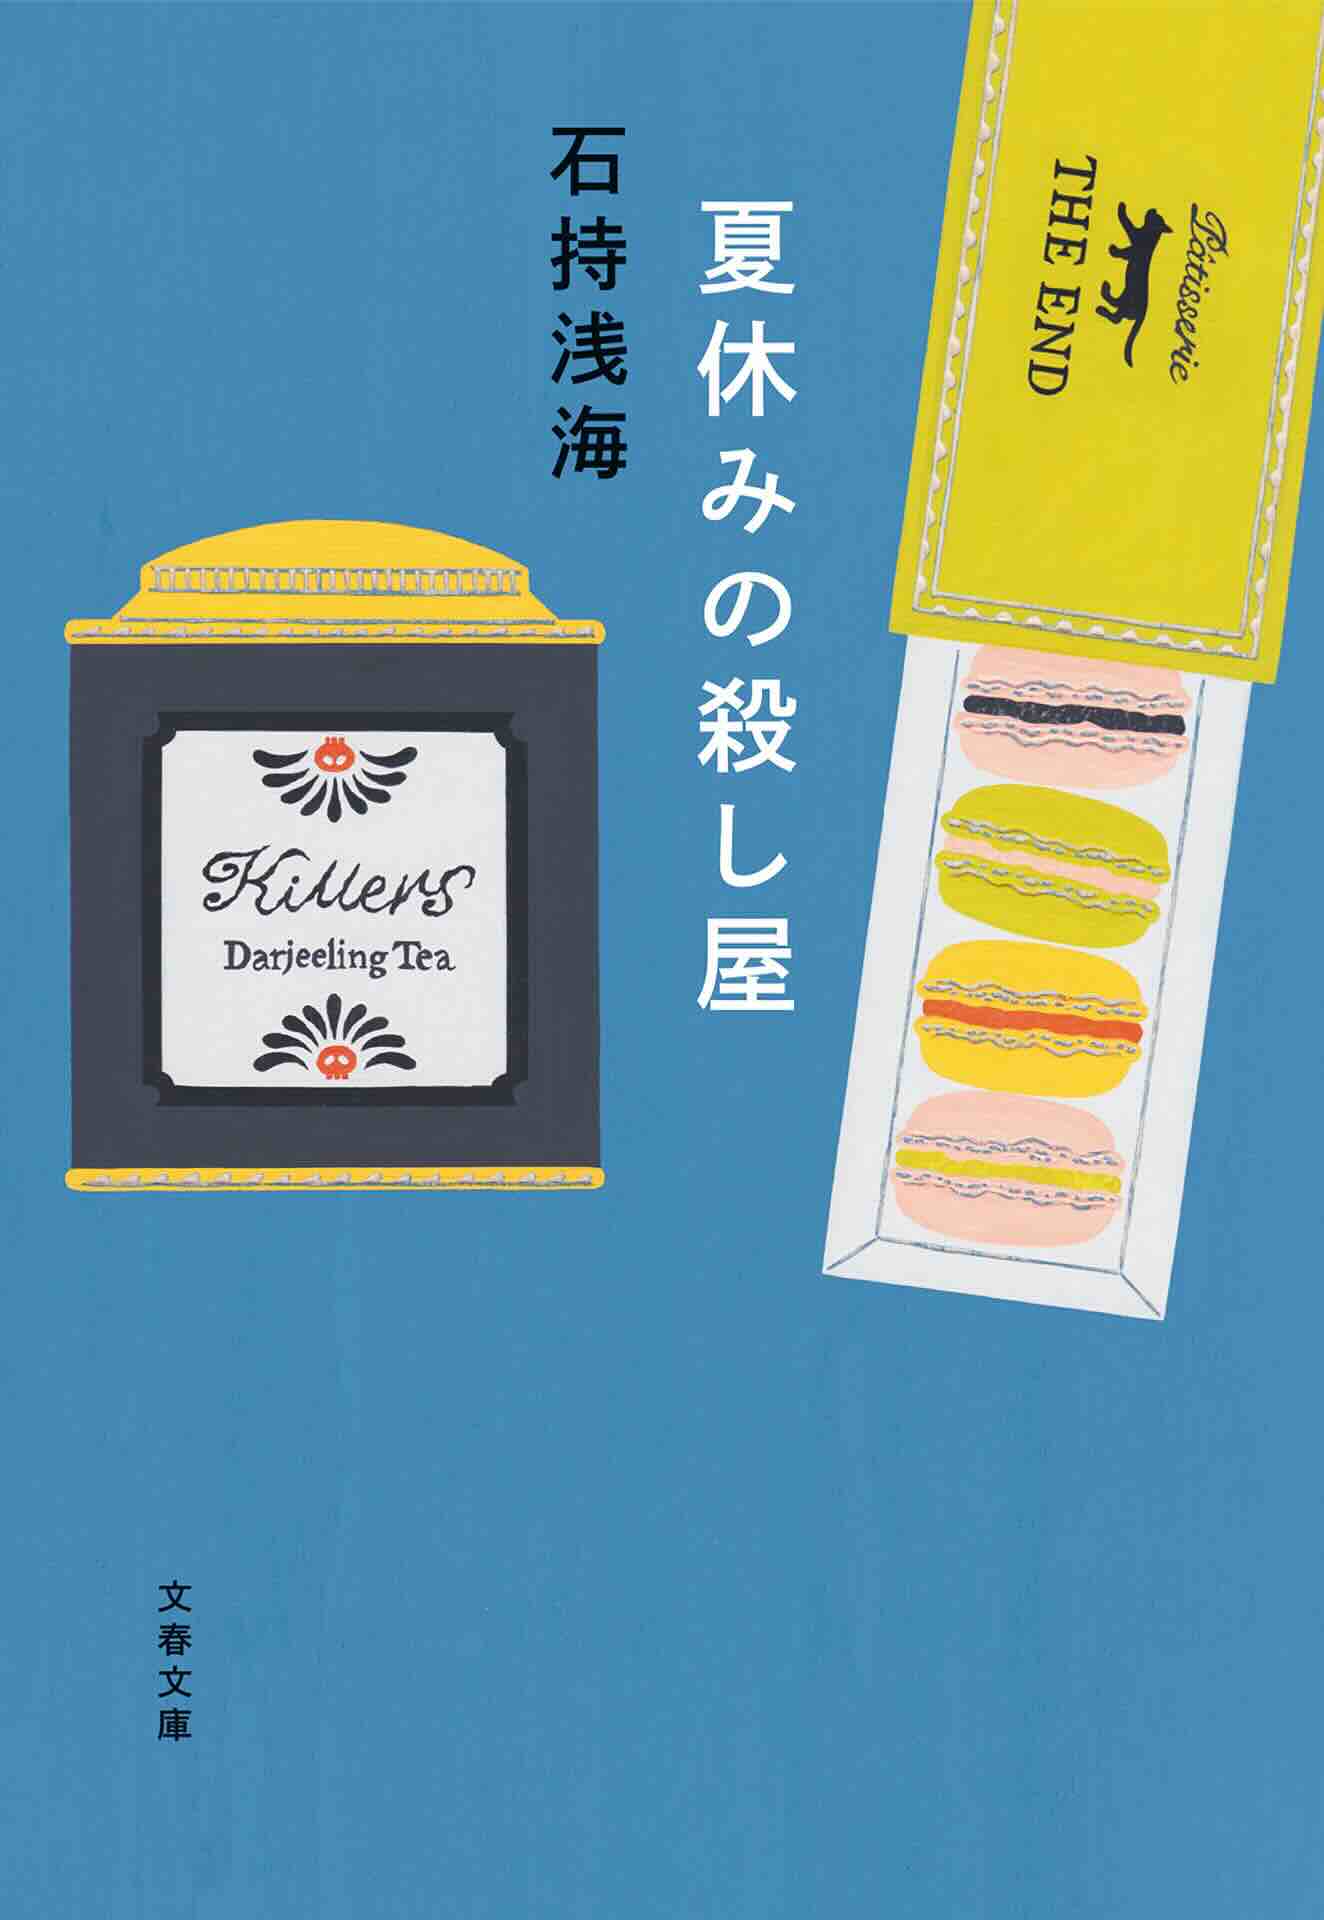 夏休みの殺し屋
石持浅海
Pâtisserie
THE END
Killers
Darjeeling Tea
文春文庫